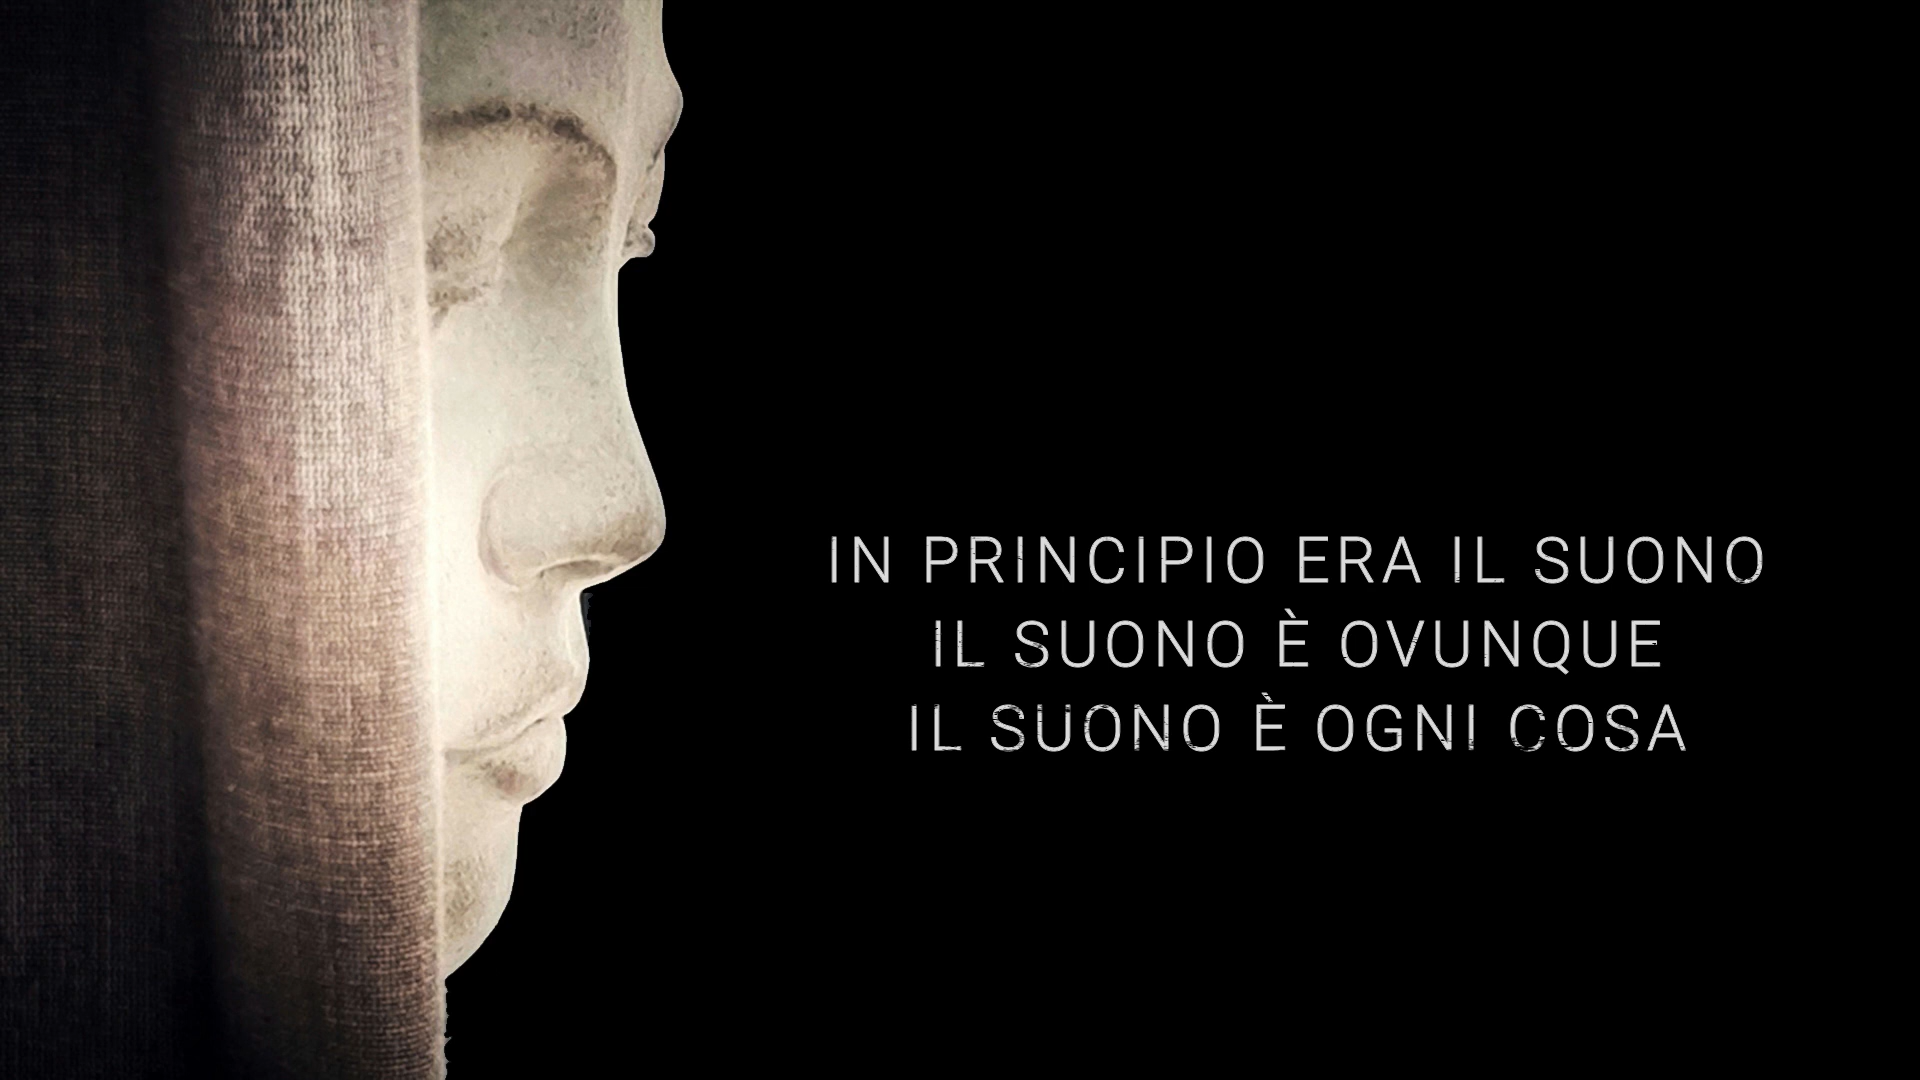 IN PRINCIPIO ERA IL SUONO
IL SUONO È OVUNQUE
IL SUONO È OGNI COSA